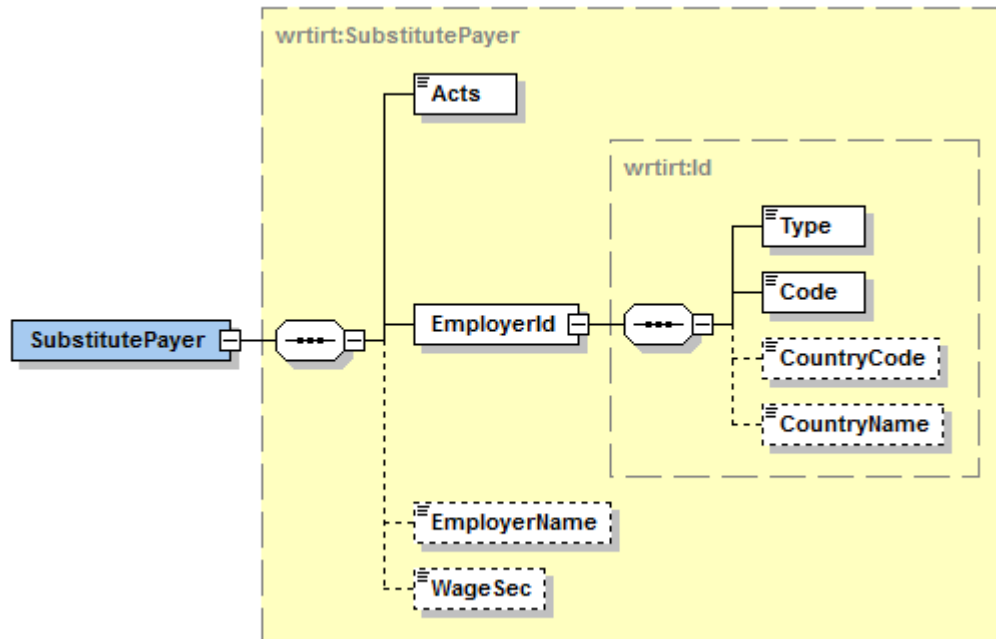 wrtirt:SubstitutePayer
Acts
wrtirt:Id
Type
Code
SubstitutePayer
EmployerId
CountryCode
CountryName
EmployerName
WageSec